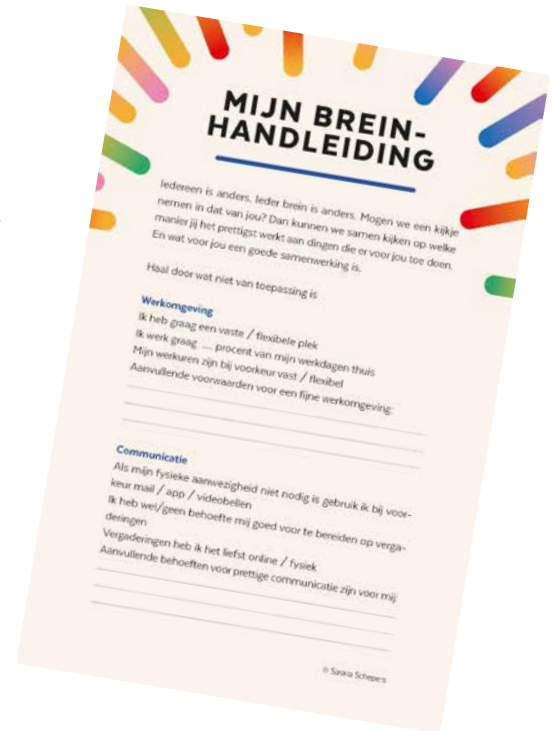 MIJN BREIN-
HANDLEIDING
Iedereen is anders. Ieder brein is anders. Mogen we een kijkje
nemen in dat van jou? Dan kunnen we samen kijken op welke
manier jij het prettigst werkt aan dingen die er voor jou toe doen.
En wat voor jou een goede samenwerking is.
Haal door wat niet van toepassing is
Werkomgeving
Ik heb graag een vaste / flexibele plek
Ik werk graag ... procent van mijn werkdagen thuis
Mijn werkuren zijn bij voorkeur vast / flexibel
Aanvullende voorwaarden voor een fijne werkomgeving:
Communicatie
Als mijn fysieke aanwezigheid niet nodig is gebruik ik bij voor-
keur mail / app / videobellen
Ik heb wel/geen behoefte mij goed voor te bereiden op verga-
deringen
Vergaderingen heb ik het liefst online / fysiek
Aanvullende behoeften voor prettige communicatie zijn voor mij:
© Saskia Schepers